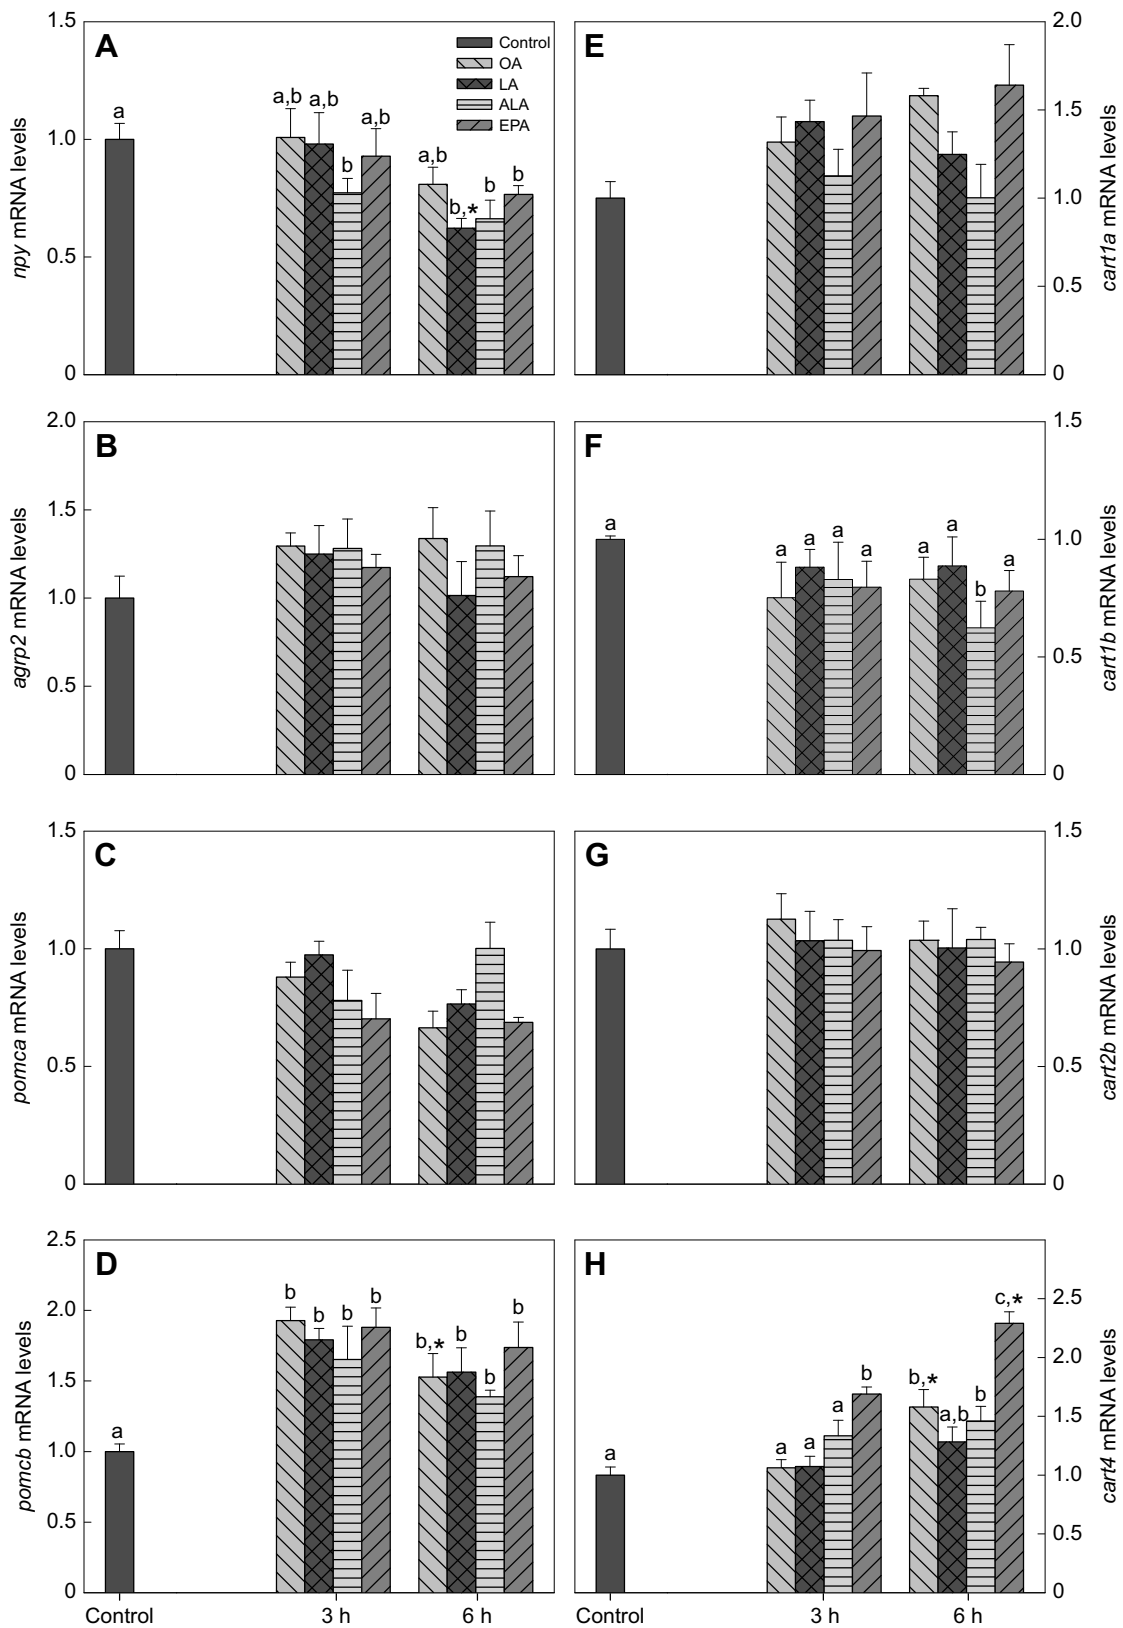 A
npy mRNA levels
1.5
1.0
0.5
0
Control
OA
LA
ALA
EPA
a
a,b
a,b
b
a,b
a,b
b,*
b
b
E
cart1a mRNA levels
2.0
1.5
1.0
0.5
0
B
agrp2 mRNA levels
2.0
1.5
1.0
0.5
0
F
cart1b mRNA levels
1.5
1.0
0.5
0
a
a
a
a
a
a
a
b
a
C
pomca mRNA levels
1.5
1.0
0.5
0
G
cart2b mRNA levels
1.5
1.0
0.5
0
D
pomcb mRNA levels
2.5
2.0
1.5
1.0
0.5
0
a
b
b
b
b
b,*
b
b
b
Control
3 h
6 h
H
cart4 mRNA levels
2.5
2.0
1.5
1.0
0.5
0
a
a
a
a
b
b,*
a,b
b
c,*
Control
3 h
6 h